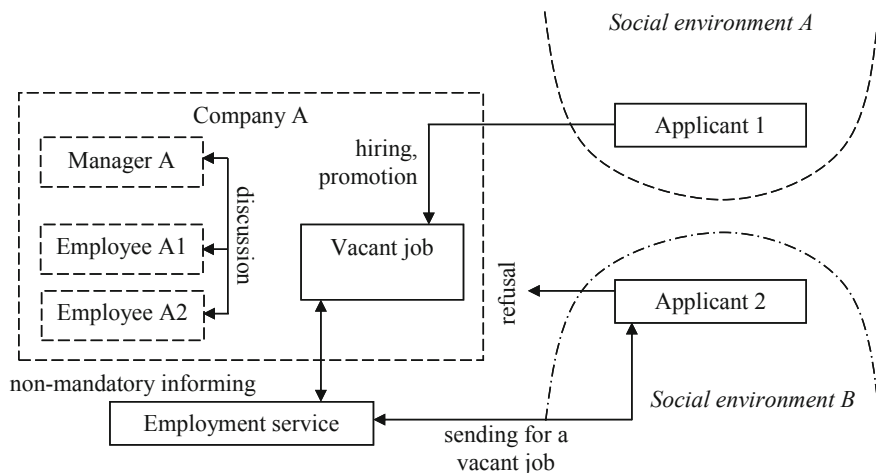 Social environment A
Company A
Applicant 1
Manager A
hiring,
promotion
discussion
Employee A1
Vacant job
Employee A2
refusal
Applicant 2
non-mandatory informing
Employment service
Social environment B
sending for a
vacant job